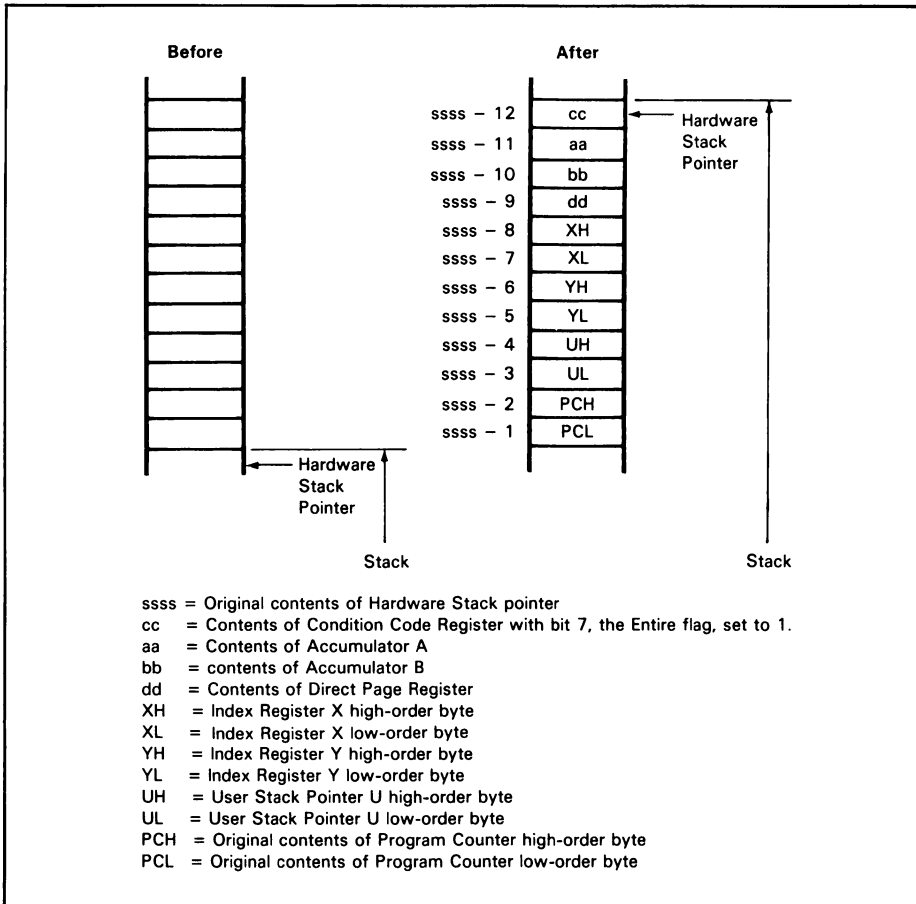 Before
After
ssss – 12 cc
Hardware
Stack
Pointer
ssss – 11 aa
ssss – 10 bb
ssss – 9 dd
ssss – 8 XH
ssss – 7 XL
ssss – 6 YH
ssss – 5 YL
ssss – 4 UH
ssss – 3 UL
ssss – 2 PCH
ssss – 1 PCL
Hardware
Stack
Pointer
Stack
Stack
ssss = Original contents of Hardware Stack pointer
cc = Contents of Condition Code Register with bit 7, the Entire flag, set to 1.
aa = Contents of Accumulator A
bb = contents of Accumulator B
dd = Contents of Direct Page Register
XH = Index Register X high-order byte
XL = Index Register X low-order byte
YH = Index Register Y high-order byte
YL = Index Register Y low-order byte
UH = User Stack Pointer U high-order byte
UL = User Stack Pointer U low-order byte
PCH = Original contents of Program Counter high-order byte
PCL = Original contents of Program Counter low-order byte